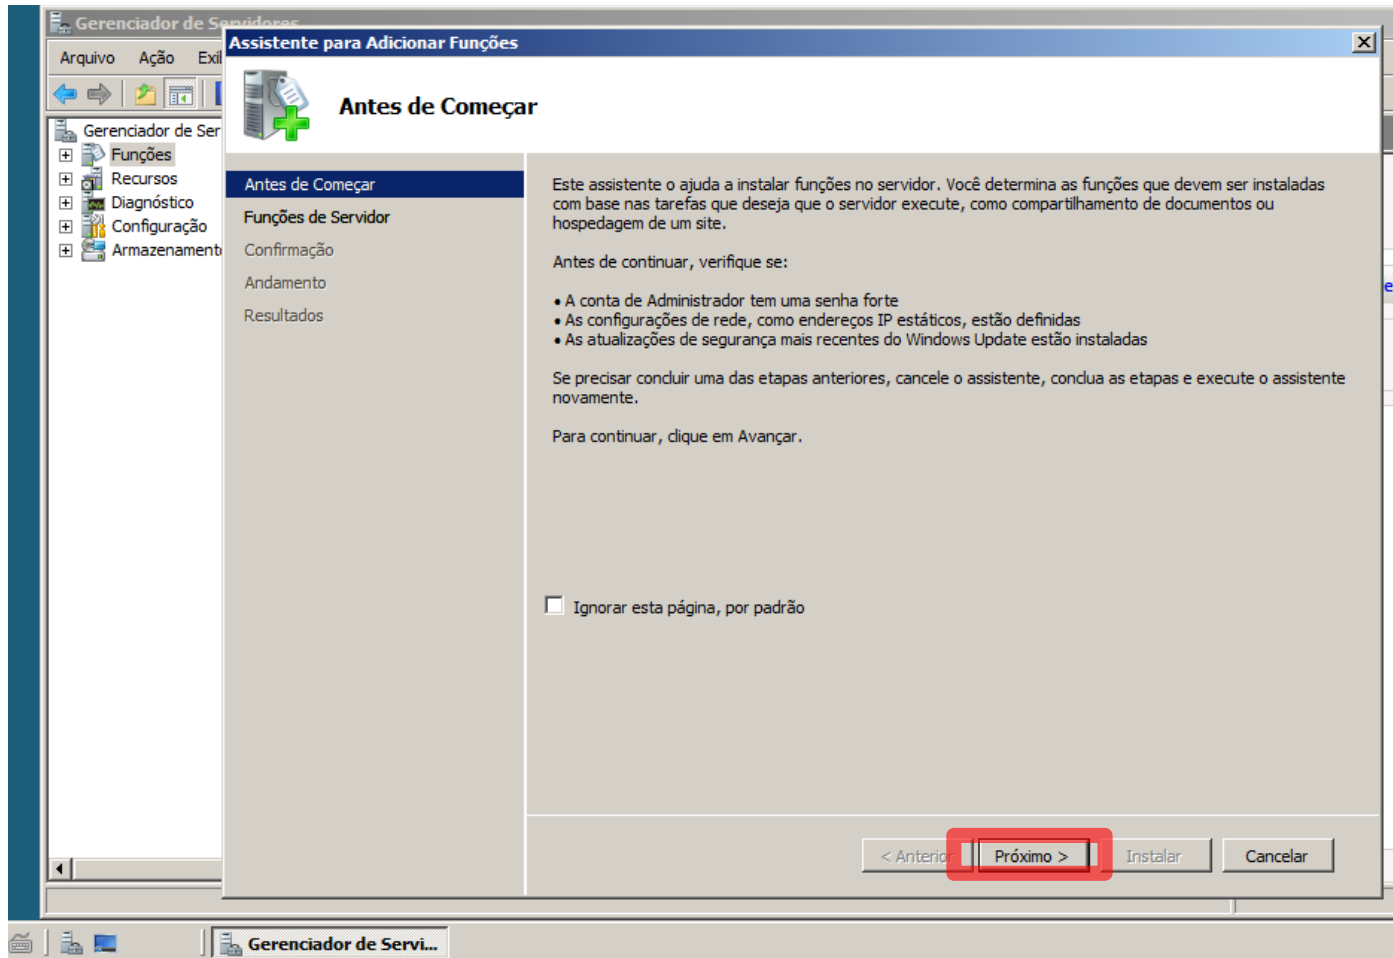 Gerenciador de Servidores
Assistente para Adicionar Funções
Arquivo Ação
Antes de Começar
Gerenciador de Ser
Funções
Recursos
Diagnóstico
Configuração
Armazenament
Antes de Começar
Funções de Servidor
Confirmação
Andamento
Resultados
Este assistente o ajuda a instalar funções no servidor. Você determina as funções que devem ser instaladas
com base nas tarefas que deseja que o servidor execute, como compartilhamento de documentos ou
hospedagem de um site.
Antes de continuar, verifique se:
• A conta de Administrador tem uma senha forte
• As configurações de rede, como endereços IP estáticos, estão definidas
• As atualizações de segurança mais recentes do Windows Update estão instaladas
Se precisar concluir uma das etapas anteriores, cancele o assistente, conclua as etapas e execute o assistente
novamente.
Para continuar, clique em Avançar.
Ignorar esta página, por padrão
< Anterior Próximo > Instalar Cancelar
Gerenciador de Servi...